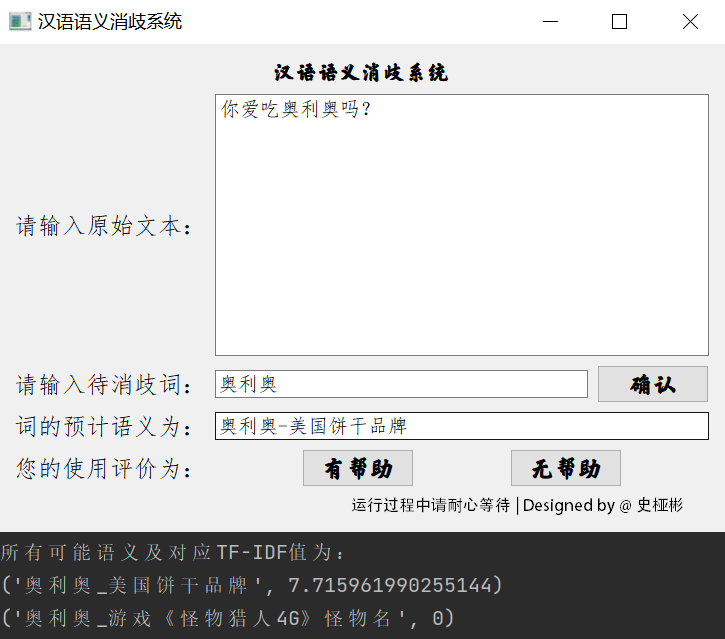 汉语语义消歧系统
汉语语义消歧系统
你爱吃奥利奥吗？
请输入原始文本：
请输入待消歧词： 奥利奥 确认
词的预计语义为： 奥利奥-美国饼干品牌
您的使用评价为： 有帮助 无帮助
运行过程中请耐心等待 | Designed by @ 史桠彬
所有可能语义及对应TF-IDF值为：
('奥利奥_美国饼干品牌', 7.715961990255144)
('奥利奥_游戏《怪物猎人4G》怪物名', 0)